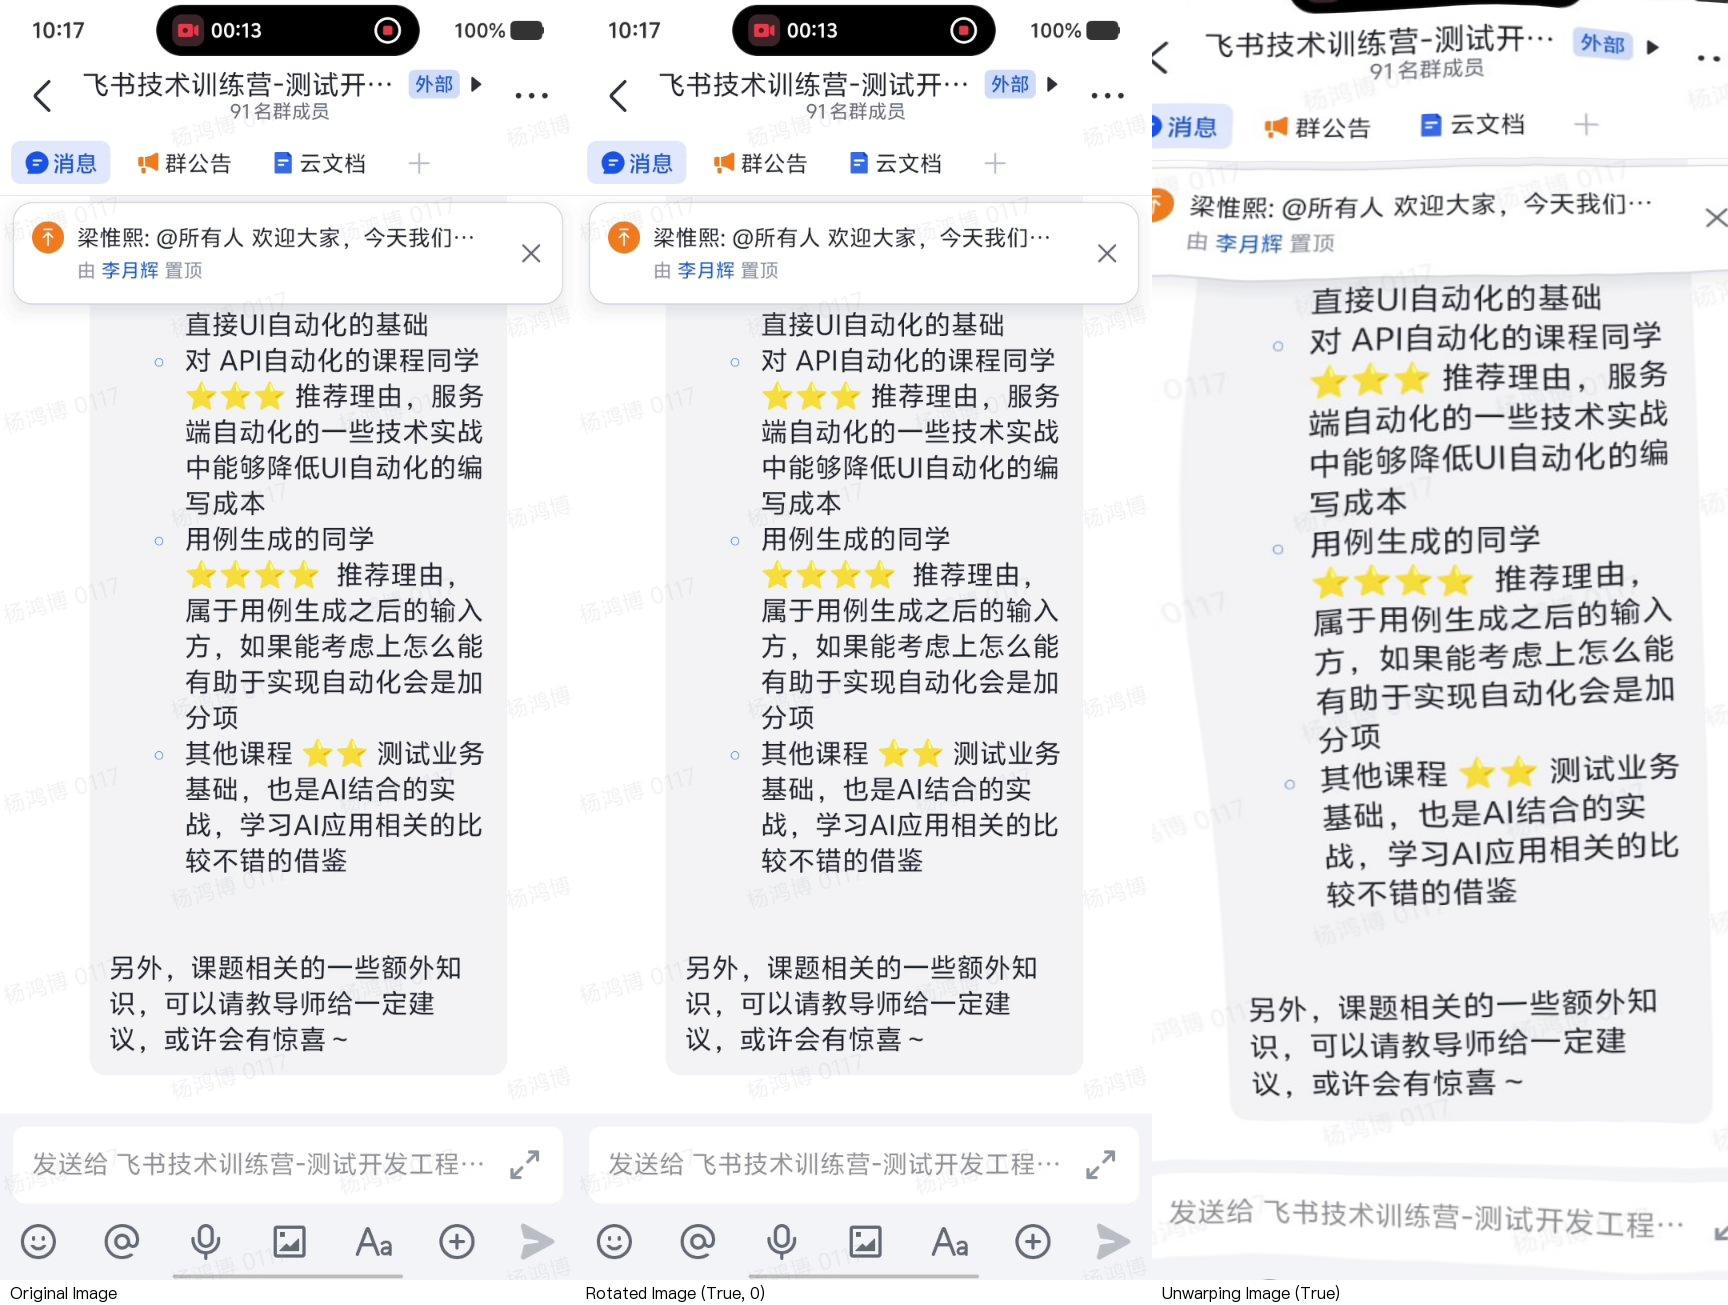 10:17
00:13
100%
飞书技术训练营-测试开… 外部
91名群成员
消息 群公告 云文档
梁惟熙: @所有人 欢迎大家，今天我们…
由 李月辉 置顶
直接UI自动化的基础
对 API自动化的课程同学
⭐⭐⭐ 推荐理由，服务
端自动化的一些技术实战
中能够降低UI自动化的编
写成本
用例生成的同学
⭐⭐⭐⭐ 推荐理由，
属于用例生成之后的输入
方，如果能考虑上怎么能
有助于实现自动化会是加
分项
其他课程 ⭐⭐ 测试业务
基础，也是AI结合的实
战，学习AI应用相关的比
较不错的借鉴
另外，课题相关的一些额外知
识，可以请教导师给一定建
议，或许会有惊喜～
发送给 飞书技术训练营-测试开发工程…
Aa
杨鸿博 0117
Original Image
10:17
00:13
100%
飞书技术训练营-测试开… 外部
91名群成员
消息 群公告 云文档
梁惟熙: @所有人 欢迎大家，今天我们…
由 李月辉 置顶
直接UI自动化的基础
对 API自动化的课程同学
⭐⭐⭐ 推荐理由，服务
端自动化的一些技术实战
中能够降低UI自动化的编
写成本
用例生成的同学
⭐⭐⭐⭐ 推荐理由，
属于用例生成之后的输入
方，如果能考虑上怎么能
有助于实现自动化会是加
分项
其他课程 ⭐⭐ 测试业务
基础，也是AI结合的实
战，学习AI应用相关的比
较不错的借鉴
另外，课题相关的一些额外知
识，可以请教导师给一定建
议，或许会有惊喜～
发送给 飞书技术训练营-测试开发工程…
Aa
杨鸿博 0117
Rotated Image (True, 0)
飞书技术训练营-测试开… 外部
91名群成员
消息 群公告 云文档
梁惟熙: @所有人 欢迎大家，今天我们…
由 李月辉 置顶
直接UI自动化的基础
对 API自动化的课程同学
⭐⭐⭐ 推荐理由，服务
端自动化的一些技术实战
中能够降低UI自动化的编
写成本
用例生成的同学
⭐⭐⭐⭐ 推荐理由，
属于用例生成之后的输入
方，如果能考虑上怎么能
有助于实现自动化会是加
分项
其他课程 ⭐⭐ 测试业务
基础，也是AI结合的实
战，学习AI应用相关的比
较不错的借鉴
另外，课题相关的一些额外知
识，可以请教导师给一定建
议，或许会有惊喜～
发送给 飞书技术训练营-测试开发工程…
杨鸿博 0117
Unwarping Image (True)